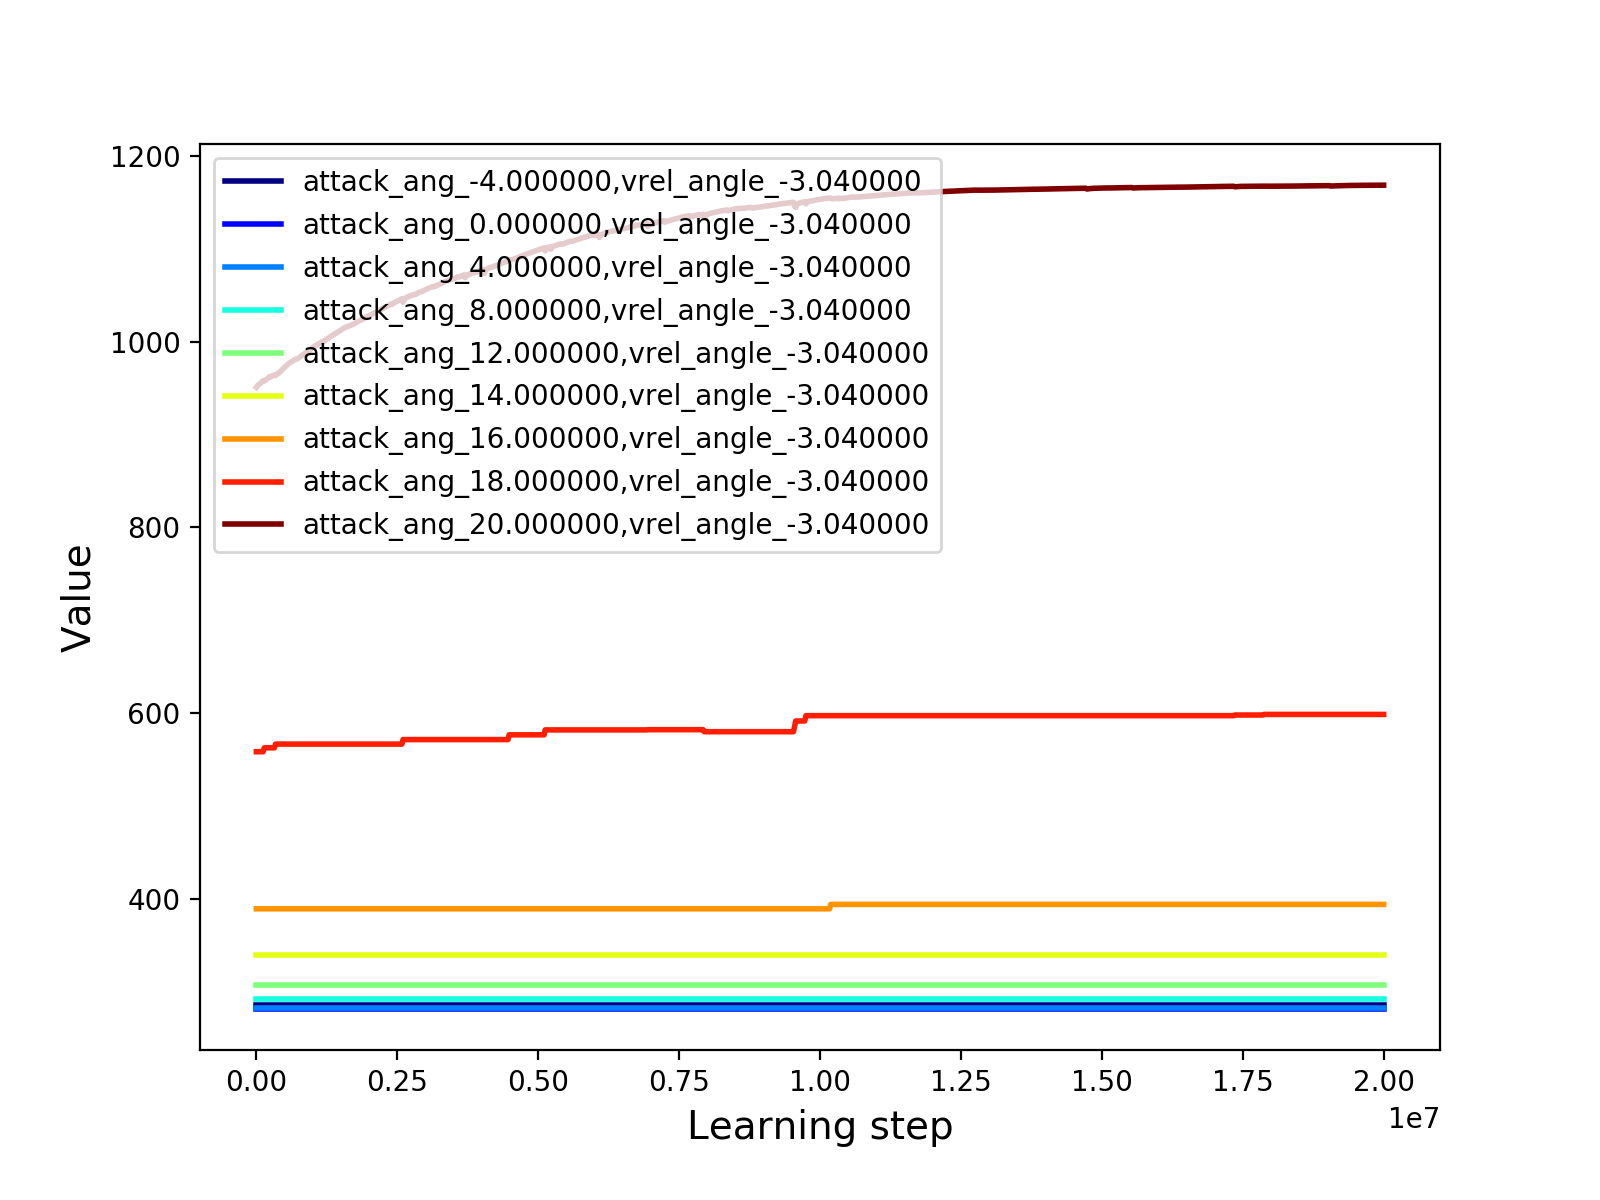 1200
1000
800
600
400
Value
attack_ang_-4.000000,vrel_angle_-3.040000
attack_ang_0.000000,vrel_angle_-3.040000
attack_ang_4.000000,vrel_angle_-3.040000
attack_ang_8.000000,vrel_angle_-3.040000
attack_ang_12.000000,vrel_angle_-3.040000
attack_ang_14.000000,vrel_angle_-3.040000
attack_ang_16.000000,vrel_angle_-3.040000
attack_ang_18.000000,vrel_angle_-3.040000
attack_ang_20.000000,vrel_angle_-3.040000
0.00 0.25 0.50 0.75 1.00 1.25 1.50 1.75 2.00
1e7
Learning step